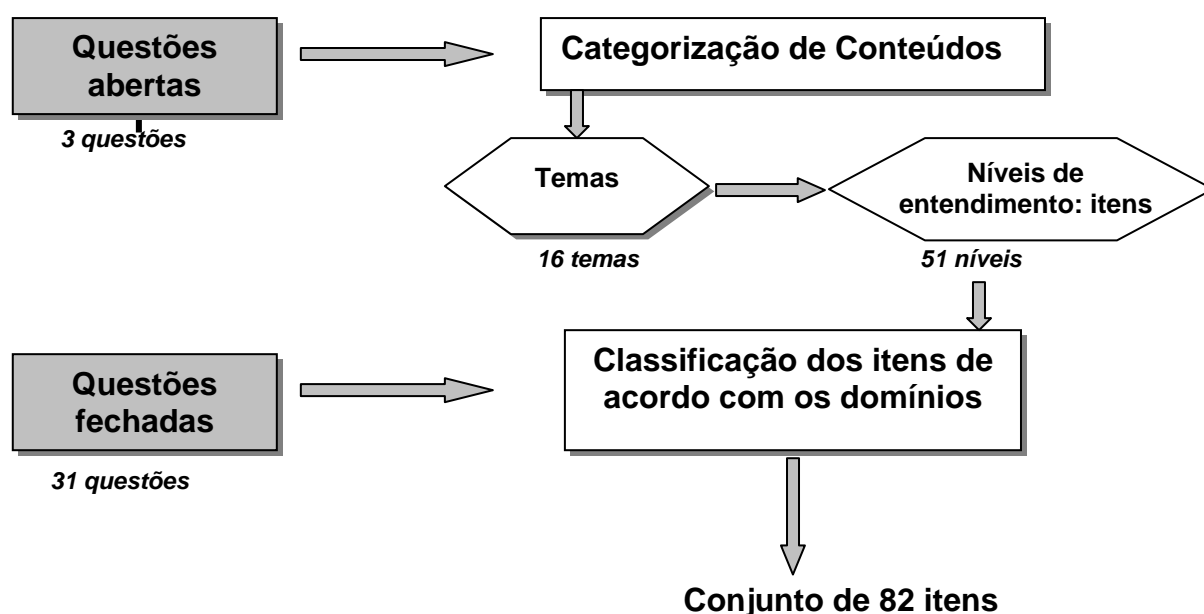 Questões
abertas
3 questões
Categorização de Conteúdos
Temas
16 temas
Níveis de
entendimento: itens
51 níveis
Questões
fechadas
31 questões
Classificação dos itens de
acordo com os domínios
Conjunto de 82 itens